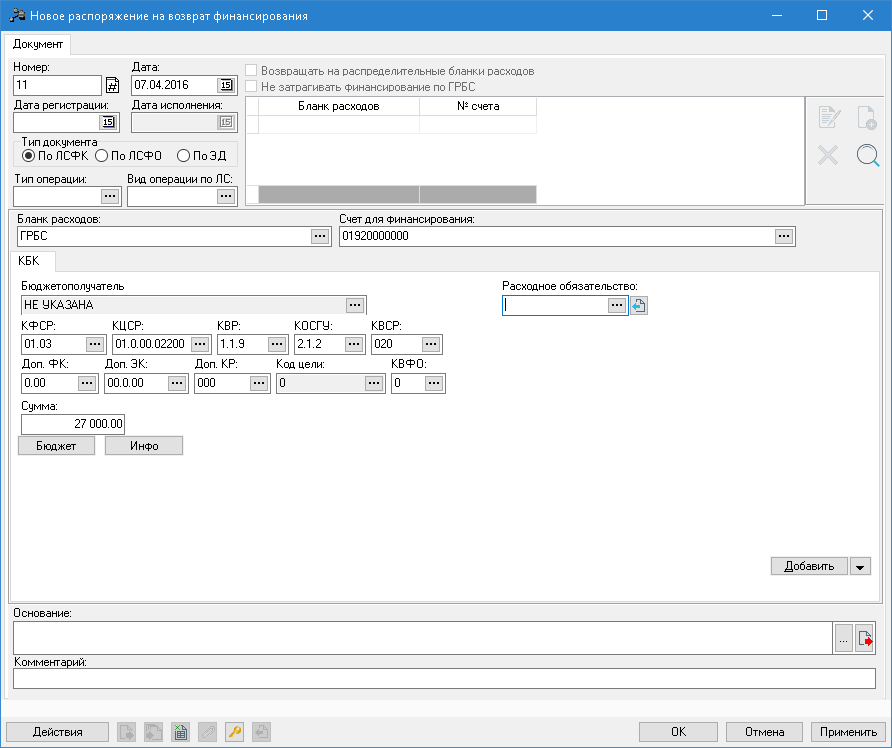 Новое распоряжение на возврат финансирования
Документ
Номер: Дата:
11 07.04.2016 15
Возвращать на распределительные бланки расходов
Не затрагивать финансирование по ГРБС
Дата регистрации: Дата исполнения:
15 15
Бланк расходов № счета
Тип документа
По ЛСФК По ЛСФО По ЭД
Тип операции: Вид операции по ЛС:
Бланк расходов: Счет для финансирования:
ГРБС 01920000000
КБК
Бюджетополучатель Расходное обязательство:
НЕ УКАЗАНА
КФСР: КЦСР: КВР: КОСГУ: КВСР:
01.03 01.0.00.02200 1.1.9 2.1.2 020
Доп. ФК: Доп. ЭК: Доп. КР: Код цели: КВФО:
0.00 00.0.00 000 0 0
Сумма:
27 000.00
Бюджет Инфо
Добавить
Основание:
...
Комментарий:
Действия OK Отмена Применить